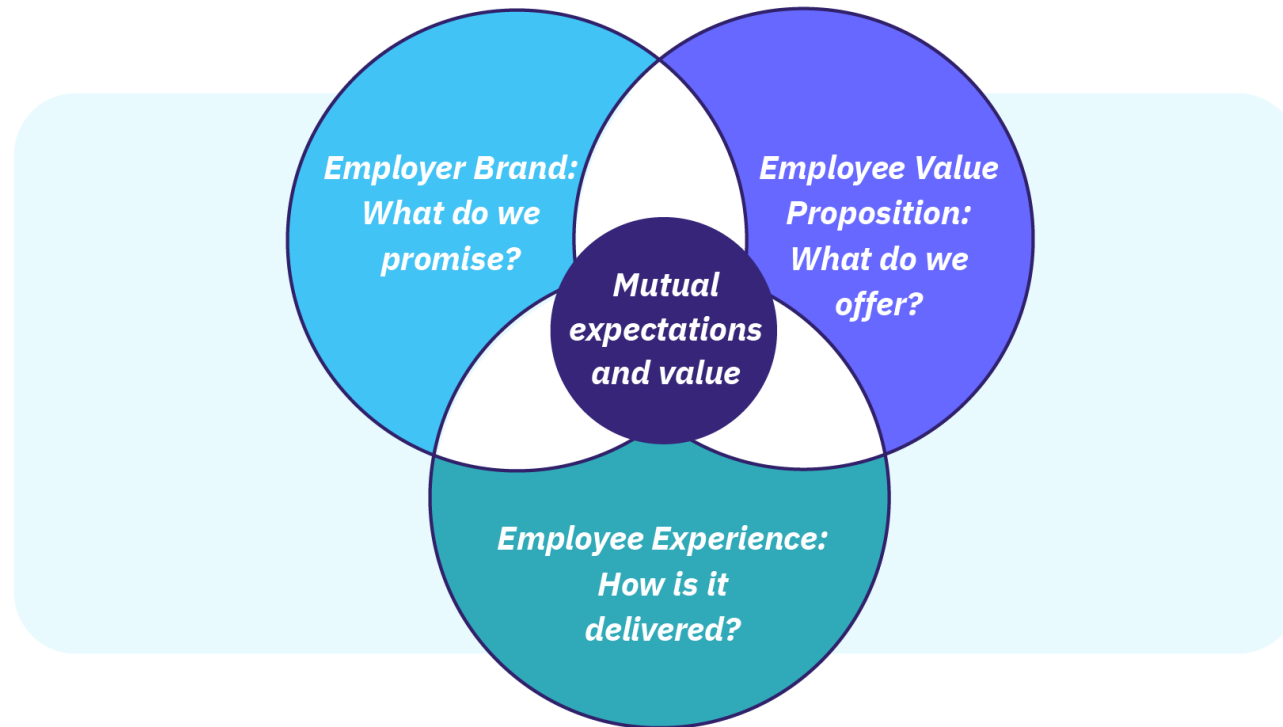 Employer Brand:
What do we
promise?
Employee Value
Proposition:
What do we
offer?
Mutual
expectations
and value
Employee Experience:
How is it
delivered?